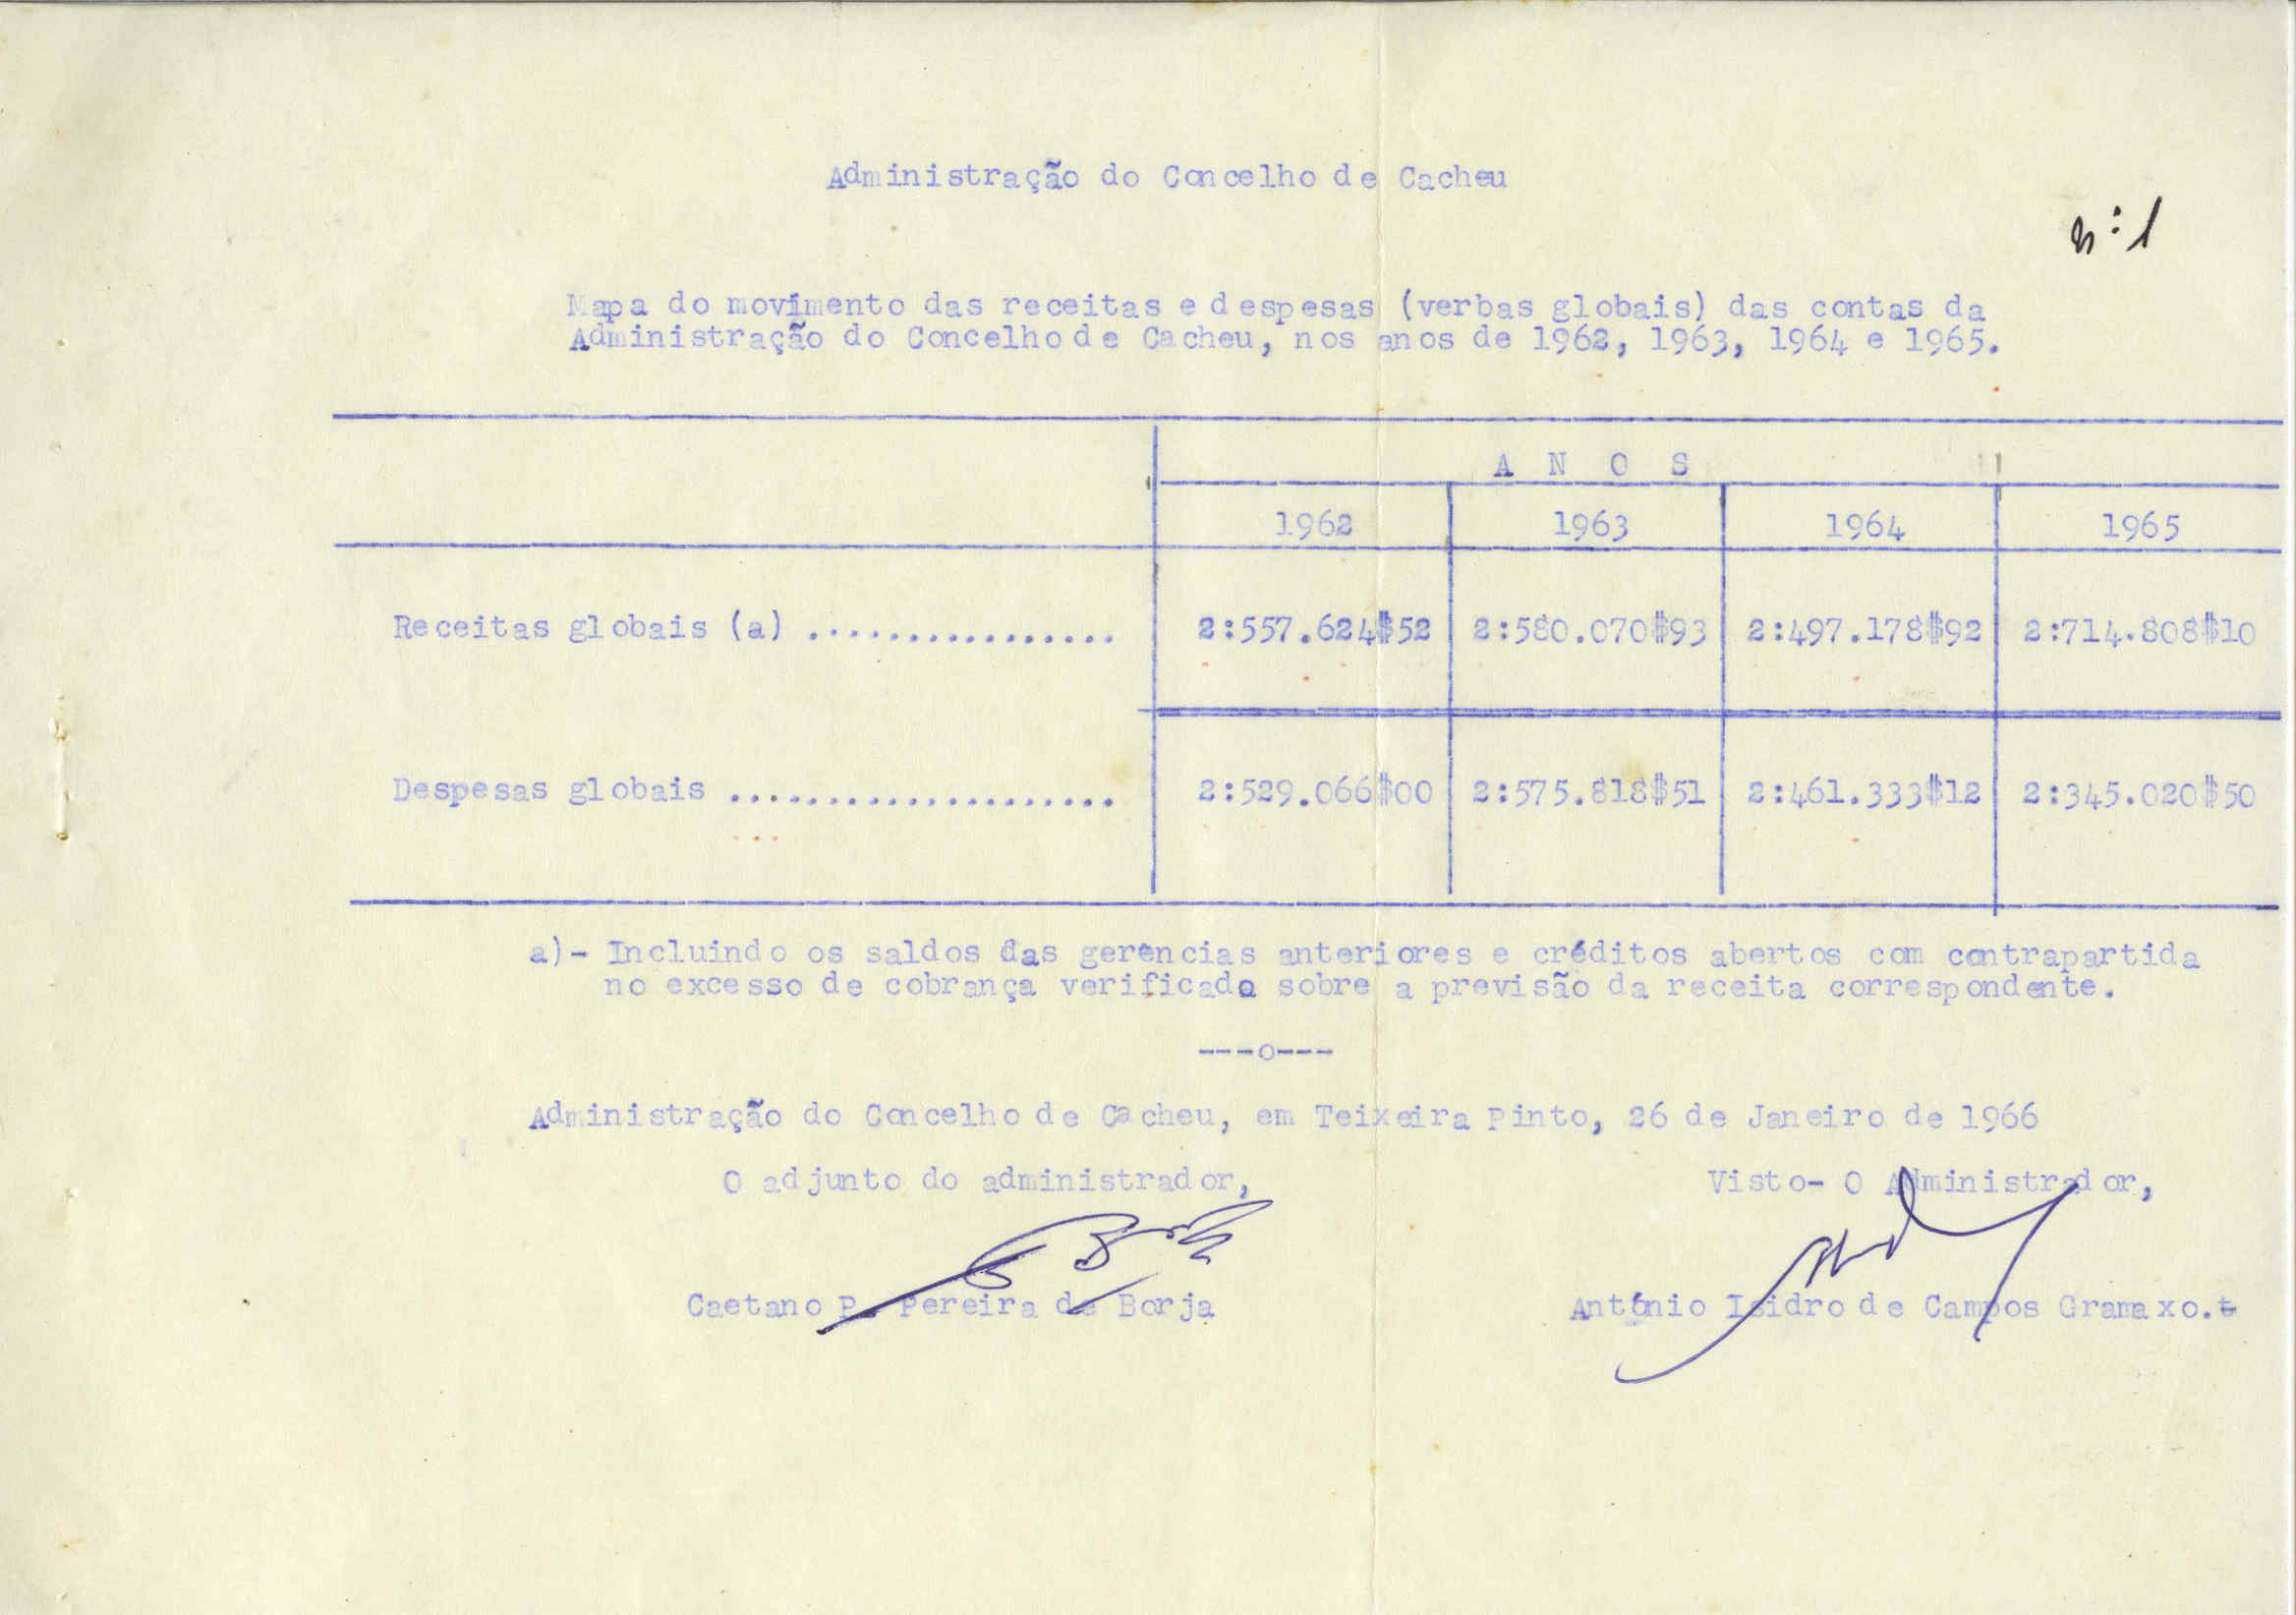 Administração do Concelho de Cacheu
nº 1
Mapa do movimento das receitas e despesas (verbas globais) das contas da
Administração do Concelho de Cacheu, nos anos de 1962, 1963, 1964 e 1965.
A N O S
1962 1963 1964 1965
Receitas globais (a) ................ 2:557.624$52 2:580.070$93 2:497.178$92 2:714.808$10
Despesas globais .................... 2:529.066$00 2:575.818$51 2:461.333$12 2:345.020$50
a)- Incluindo os saldos das gerências anteriores e créditos abertos com contrapartida
no excesso de cobrança verificado sobre a previsão da receita correspondente.
---o---
Administração do Concelho de Cacheu, em Teixeira Pinto, 26 de Janeiro de 1966
O adjunto do administrador, Visto- O Administrador,
Caetano P. Pereira de Borja António Isidro de Campos Gramaxo.